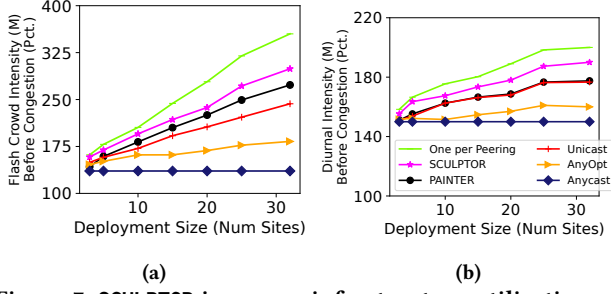 400
325
250
175
100
Flash Crowd Intensity (M)
Before Congestion (Pct.)
10
20
30
Deployment Size (Num Sites)
(a)
220
180
140
100
Diurnal Intensity (M)
Before Congestion (Pct.)
One per Peering
SCULPTOR
PAINTER
Unicast
AnyOpt
Anycast
10
20
30
Deployment Size (Num Sites)
(b)